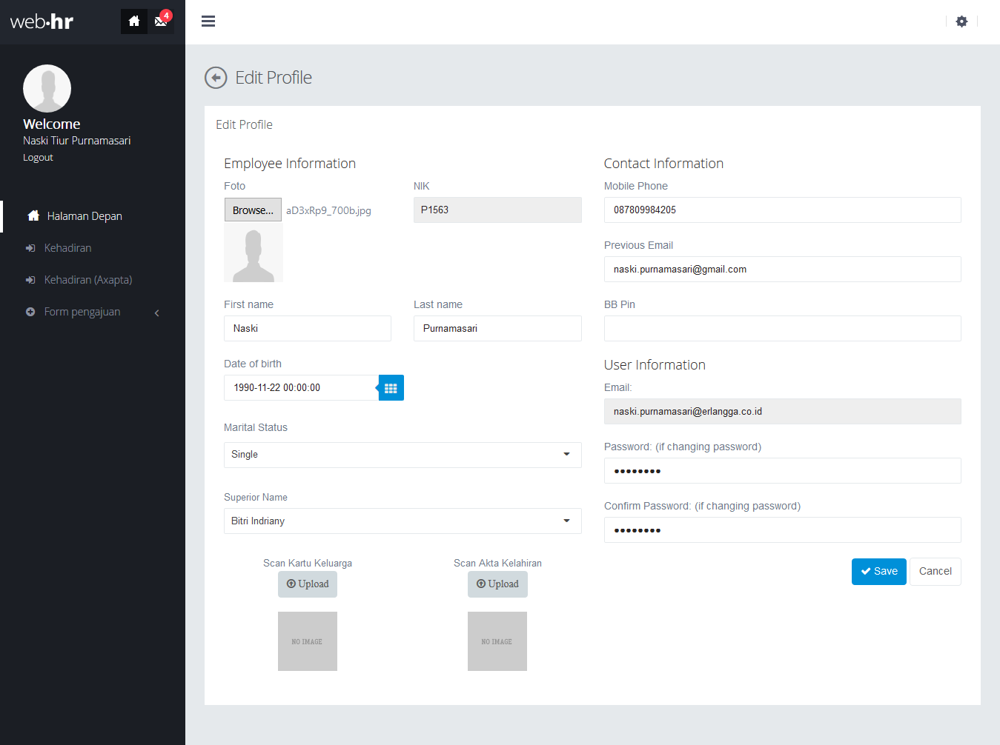 web·hr
4
Welcome
Naski Tiur Purnamasari
Logout
Halaman Depan
Kehadiran
Kehadiran (Axapta)
Form pengajuan
Edit Profile
Edit Profile
Employee Information
Foto
NIK
Browse...
aD3xRp9_700b.jpg
P1563
First name
Last name
Naski
Purnamasari
Date of birth
1990-11-22 00:00:00
Marital Status
Single
Superior Name
Bitri Indriany
Scan Kartu Keluarga
Scan Akta Kelahiran
Upload
Upload
NO IMAGE
NO IMAGE
Contact Information
Mobile Phone
087809984205
Previous Email
naski.purnamasari@gmail.com
BB Pin
User Information
Email:
naski.purnamasari@erlangga.co.id
Password: (if changing password)
••••••••
Confirm Password: (if changing password)
••••••••
Save
Cancel